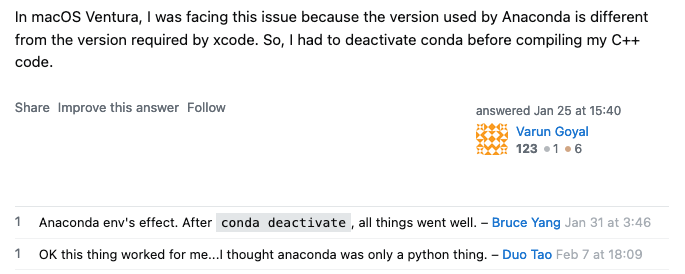 In macOS Ventura, I was facing this issue because the version used by Anaconda is different
from the version required by xcode. So, I had to deactivate conda before compiling my C++
code.
Share Improve this answer Follow
answered Jan 25 at 15:40
Varun Goyal
123 ●1 ●6
1 Anaconda env's effect. After conda deactivate, all things went well. – Bruce Yang Jan 31 at 3:46
1 OK this thing worked for me...I thought anaconda was only a python thing. – Duo Tao Feb 7 at 18:09